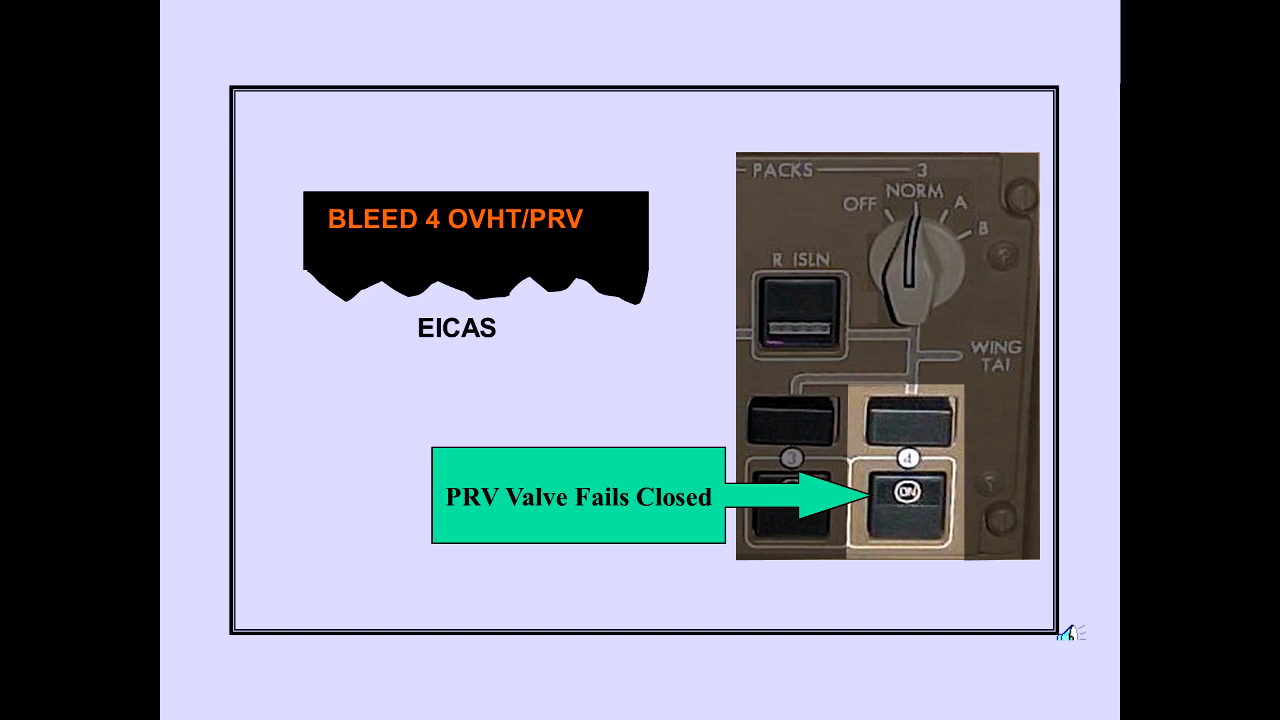 BLEED 4 OVHT/PRV
EICAS
PRV Valve Fails Closed
PACKS 3
OFF NORM A B
R ISLN
WING
TAI
3 4
ON